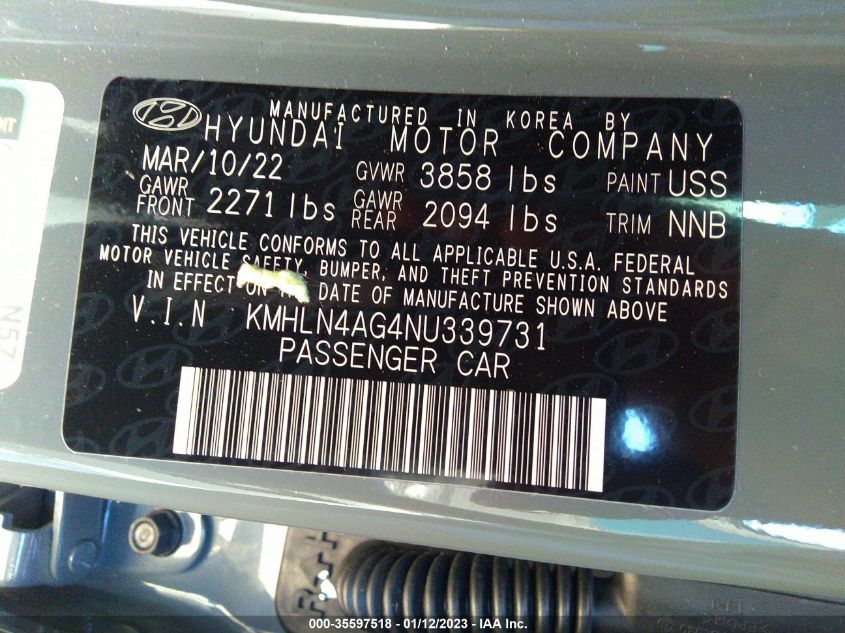 MANUFACTURED IN KOREA BY
HYUNDAI MOTOR COMPANY
MAR/10/22 GVWR 3858 lbs PAINT USS
GAWR FRONT 2271 lbs GAWR REAR 2094 lbs TRIM NNB
THIS VEHICLE CONFORMS TO ALL APPLICABLE U.S.A. FEDERAL
MOTOR VEHICLE SAFETY, BUMPER, AND THEFT PREVENTION STANDARDS
IN EFFECT ON THE DATE OF MANUFACTURE SHOWN ABOVE
V.I.N KMHLN4AG4NU339731
PASSENGER CAR
N57
000-35597518 - 01/12/2023 - IAA Inc.